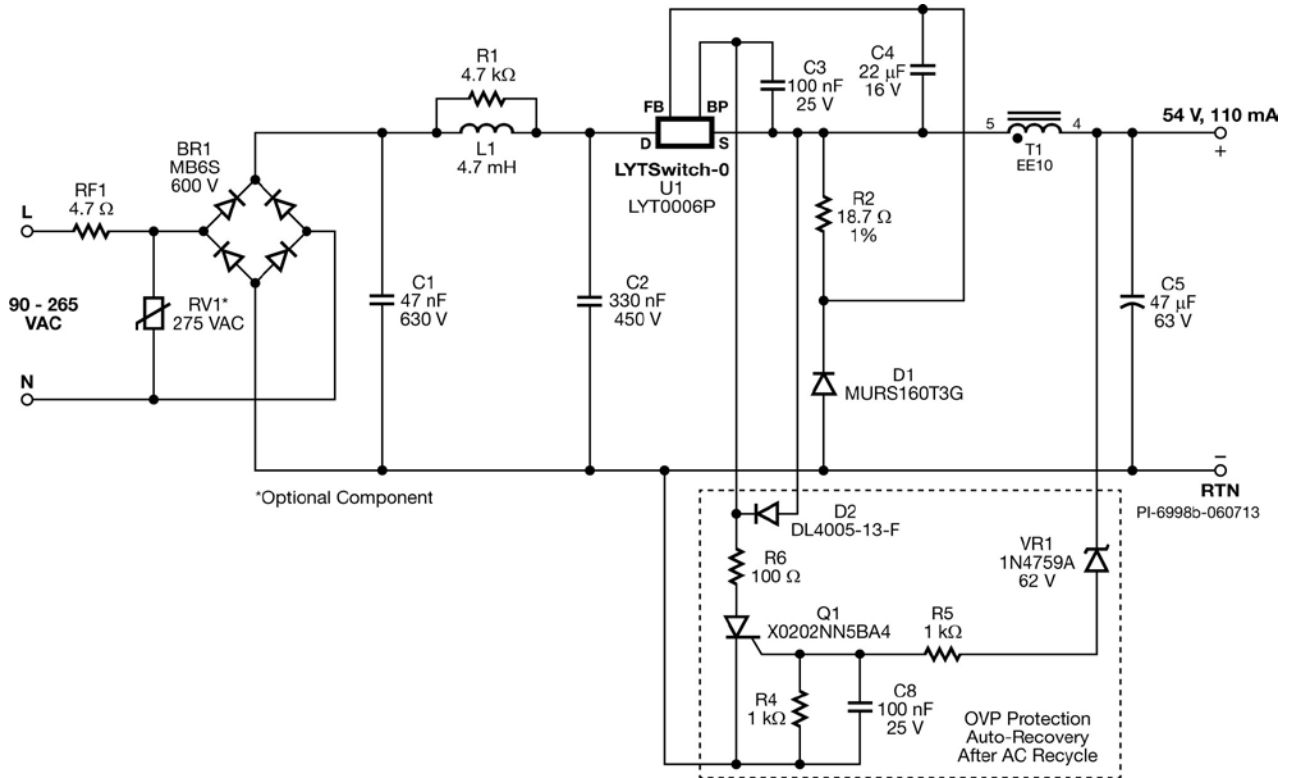 R1
4.7 kΩ
L1
4.7 mH
BR1
MB6S
600 V
RF1
4.7 Ω
L
90 - 265
VAC
N
RV1*
275 VAC
C1
47 nF
630 V
C2
330 nF
450 V
FB
BP
D
S
LYTSwitch-0
U1
LYT0006P
C3
100 nF
25 V
C4
22 µF
16 V
R2
18.7 Ω
1%
D1
MURS160T3G
5
4
T1
EE10
54 V, 110 mA
+
C5
47 µF
63 V
–
RTN
PI-6998b-060713
*Optional Component
D2
DL4005-13-F
R6
100 Ω
Q1
X0202NN5BA4
R5
1 kΩ
VR1
1N4759A
62 V
R4
1 kΩ
C8
100 nF
25 V
OVP Protection
Auto-Recovery
After AC Recycle